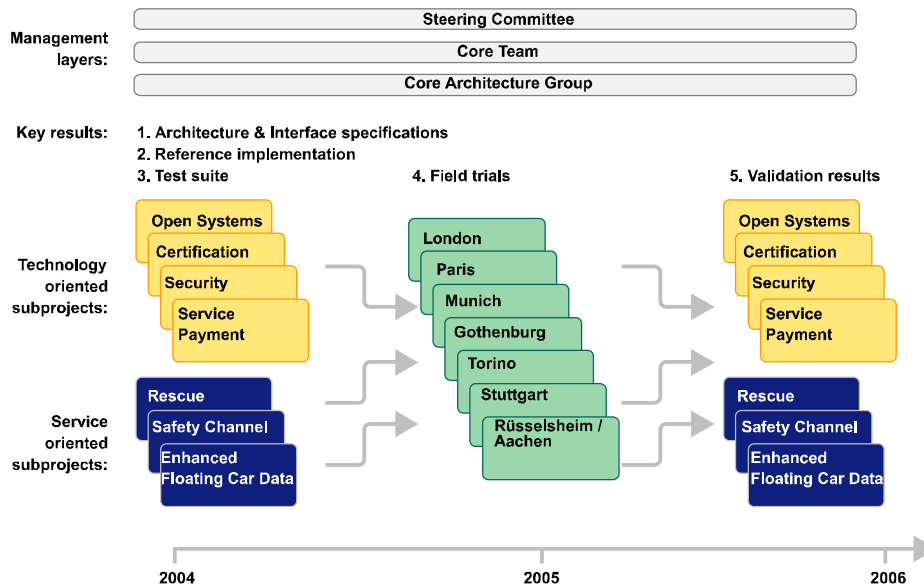 Steering Committee
Management
layers:
Core Team
Core Architecture Group
Key results:
1. Architecture & Interface specifications
2. Reference implementation
3. Test suite
4. Field trials
5. Validation results
Technology
oriented
subprojects:
Open Systems
Certification
Security
Service
Payment
London
Paris
Munich
Gothenburg
Torino
Stuttgart
Rüsselsheim /
Aachen
Open Systems
Certification
Security
Service
Payment
Service
oriented
subprojects:
Rescue
Safety Channel
Enhanced
Floating Car Data
Rescue
Safety Channel
Enhanced
Floating Car Data
2004
2005
2006